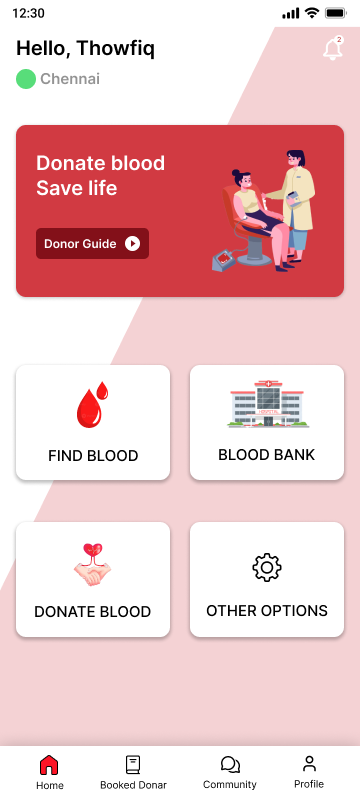 12:30
Hello, Thowfiq
2
Chennai
Donate blood
Save life
Donor Guide
HOSPITAL
FIND BLOOD
BLOOD BANK
DONATE BLOOD
OTHER OPTIONS
Home
Booked Donar
Community
Profile